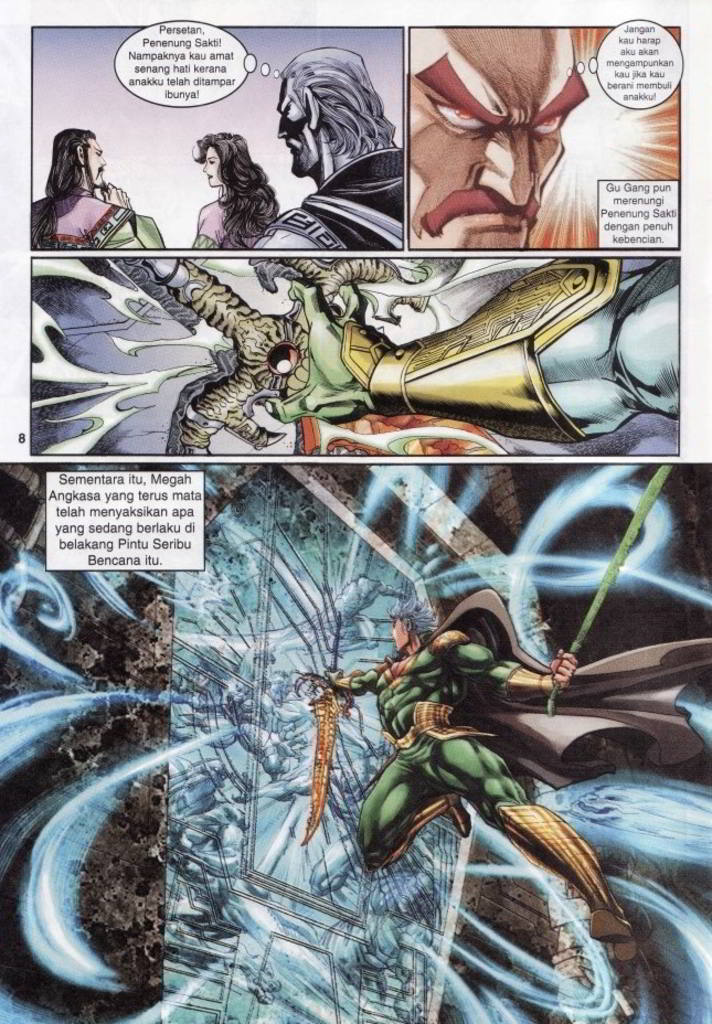 Persetan,
Penenung Sakti!
Nampaknya kau amat
senang hati kerana
anakku telah ditampar
ibunya!
Jangan
kau harap
aku akan
mengampunkan
kau jika kau
berani membuli
anakku!
Gu Gang pun
merenungi
Penenung Sakti
dengan penuh
kebencian.
8
Sementara itu, Megah
Angkasa yang terus mata
telah menyaksikan apa
yang sedang berlaku di
belakang Pintu Seribu
Bencana itu.